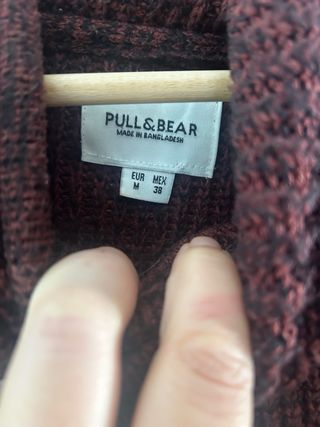 PULL&BEAR
MADE IN BANGLADESH
EUR MEX
M 38